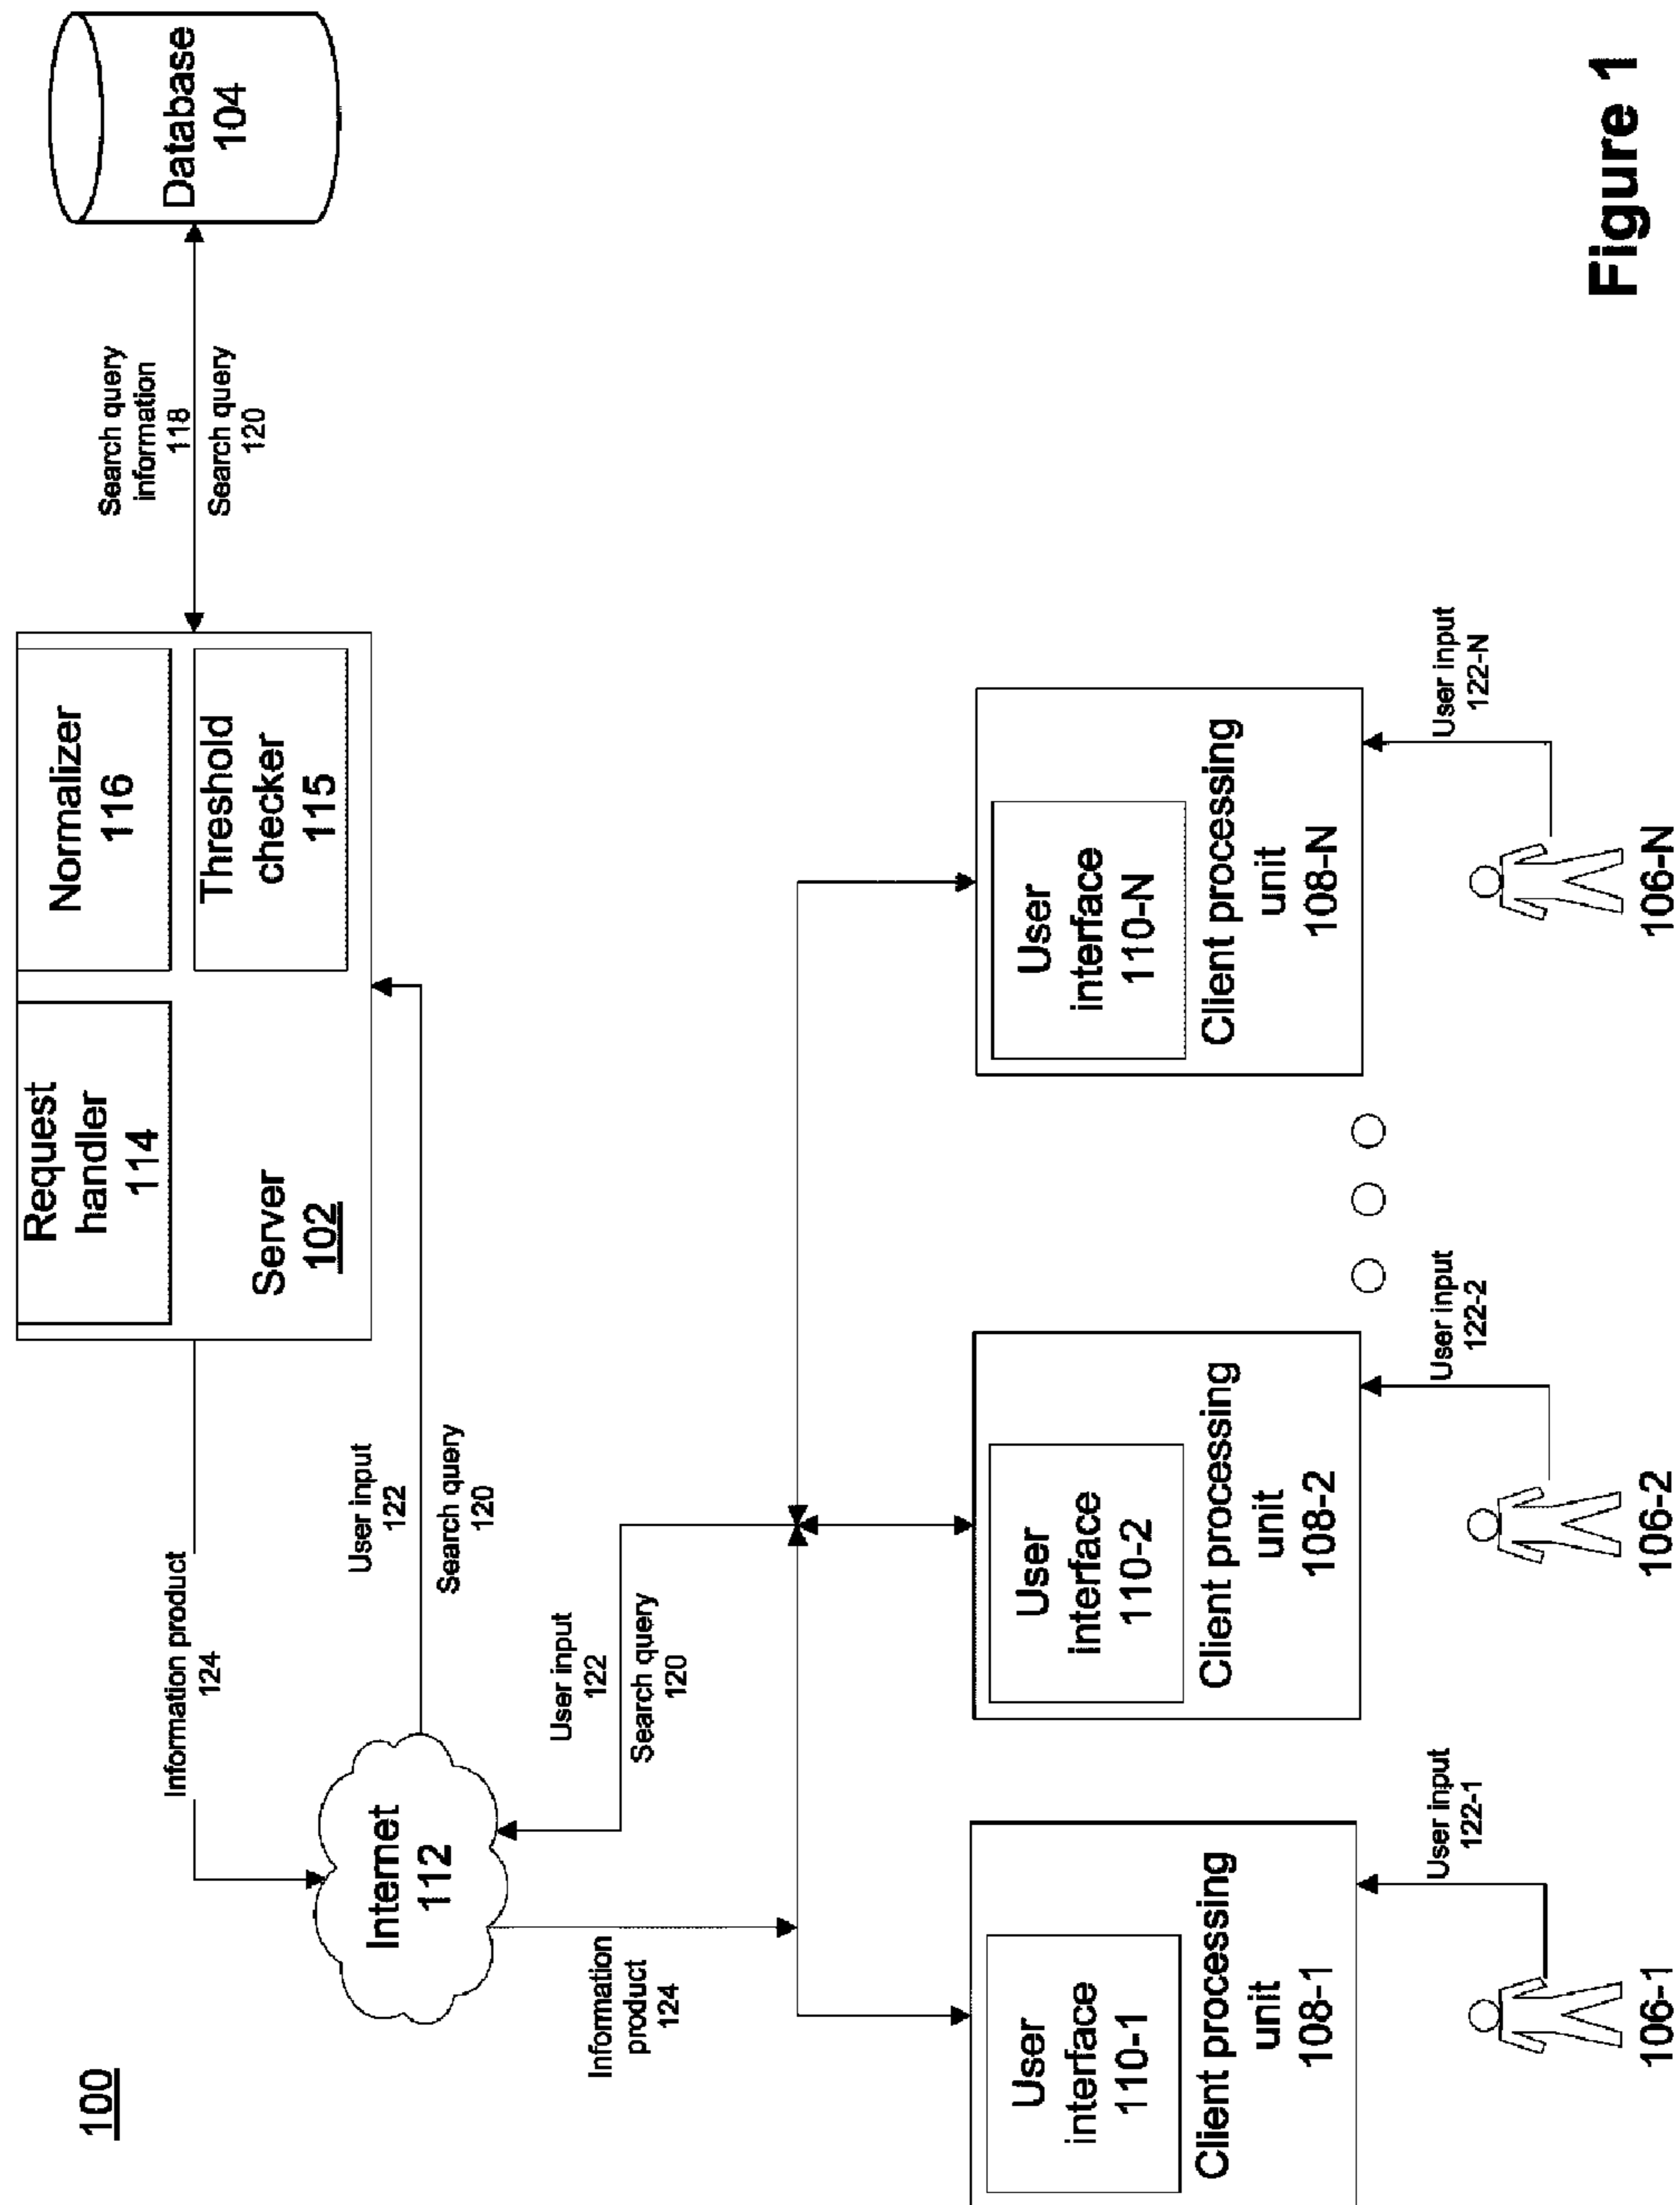 100
Request
handler
114
Normalizer
116
Server
102
Threshold
checker
115
Search query
information
118
Search query
120
Database
104
Information product
124
User input
122
Search query
120
Internet
112
User input
122
Search query
120
Information
product
124
User
interface
110-1
Client processing
unit
108-1
User
interface
110-2
Client processing
unit
108-2
User
interface
110-N
Client processing
unit
108-N
User input
122-1
User input
122-2
User input
122-N
106-1
106-2
106-N
Figure 1